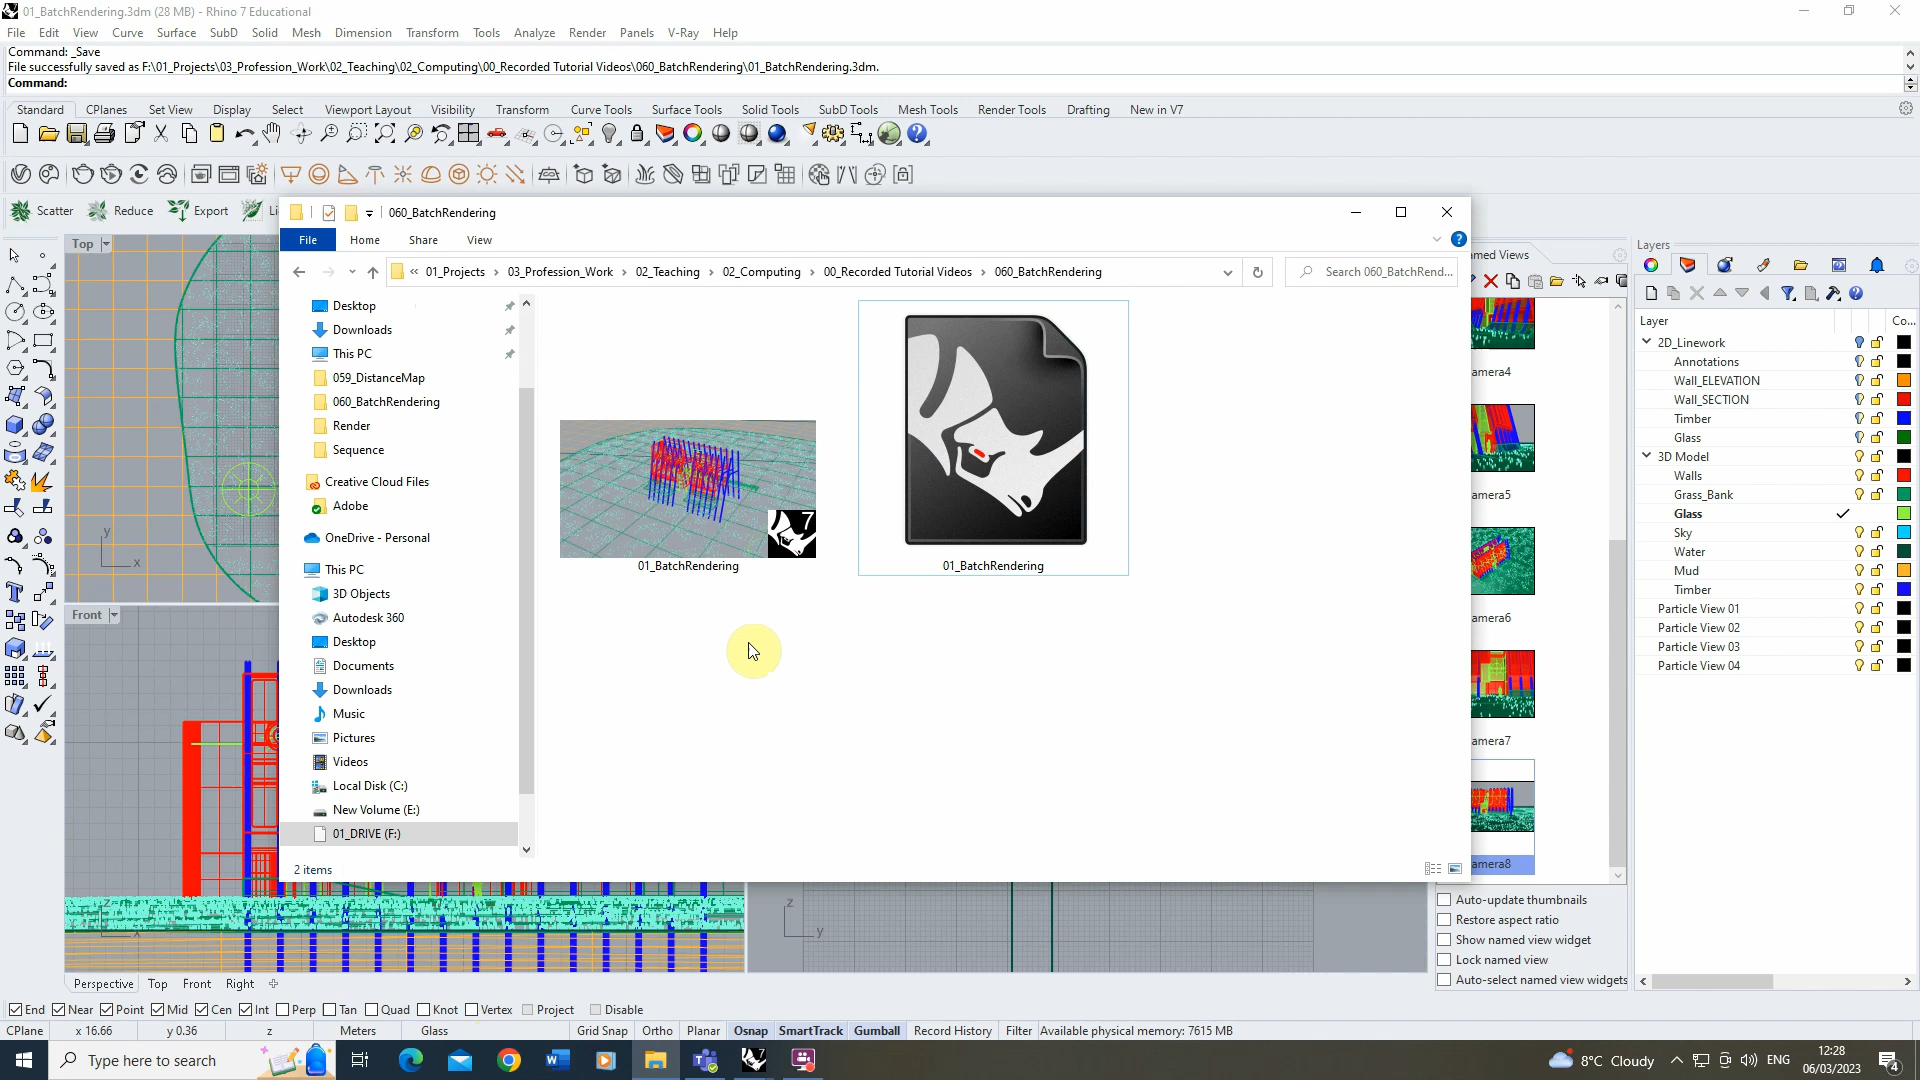 01_BatchRendering.3dm (28 MB) - Rhino 7 Educational
File Edit View Curve Surface SubD Solid Mesh Dimension Transform Tools Analyze Render Panels V-Ray Help
Command: _Save
File successfully saved as F:\01_Projects\03_Profession_Work\02_Teaching\02_Computing\00_Recorded Tutorial Videos\060_BatchRendering\01_BatchRendering.3dm.
Command:
Standard CPlanes Set View Display Select Viewport Layout Visibility Transform Curve Tools Surface Tools Solid Tools SubD Tools Mesh Tools Render Tools Drafting New in V7
Scatter Reduce Export
060_BatchRendering
File Home Share View
« 01_Projects › 03_Profession_Work › 02_Teaching › 02_Computing › 00_Recorded Tutorial Videos › 060_BatchRendering
Search 060_BatchRend...
Desktop
Downloads
This PC
059_DistanceMap
060_BatchRendering
Render
Sequence
Creative Cloud Files
Adobe
OneDrive - Personal
This PC
3D Objects
Autodesk 360
Desktop
Documents
Downloads
Music
Pictures
Videos
Local Disk (C:)
New Volume (E:)
01_DRIVE (F:)
2 items
7
01_BatchRendering
01_BatchRendering
Top
y
x
Front
z
y
amed Views
amera4
amera5
amera6
amera7
amera8
Auto-update thumbnails
Restore aspect ratio
Show named view widget
Lock named view
Auto-select named view widgets
Layers
Layer Co...
2D_Linework
Annotations
Wall_ELEVATION
Wall_SECTION
Timber
Glass
3D Model
Walls
Grass_Bank
Glass
Sky
Water
Mud
Timber
Particle View 01
Particle View 02
Particle View 03
Particle View 04
Perspective Top Front Right
End Near Point Mid Cen Int Perp Tan Quad Knot Vertex Project Disable
CPlane x 16.66 y 0.36 z Meters Glass Grid Snap Ortho Planar Osnap SmartTrack Gumball Record History Filter Available physical memory: 7615 MB
Type here to search
8°C Cloudy
ENG
12:28
06/03/2023
4